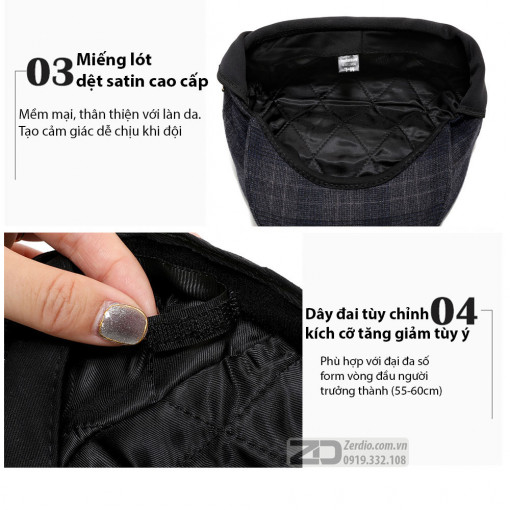 03
Miếng lót
dệt satin cao cấp
Mềm mại, thân thiện với làn da.
Tạo cảm giác dễ chịu khi đội
Dây đai tùy chỉnh
kích cỡ tăng giảm tùy ý
04
Phù hợp với đại đa số
form vòng đầu người
trưởng thành (55-60cm)
ZD
Zerdio.com.vn
0919.332.108